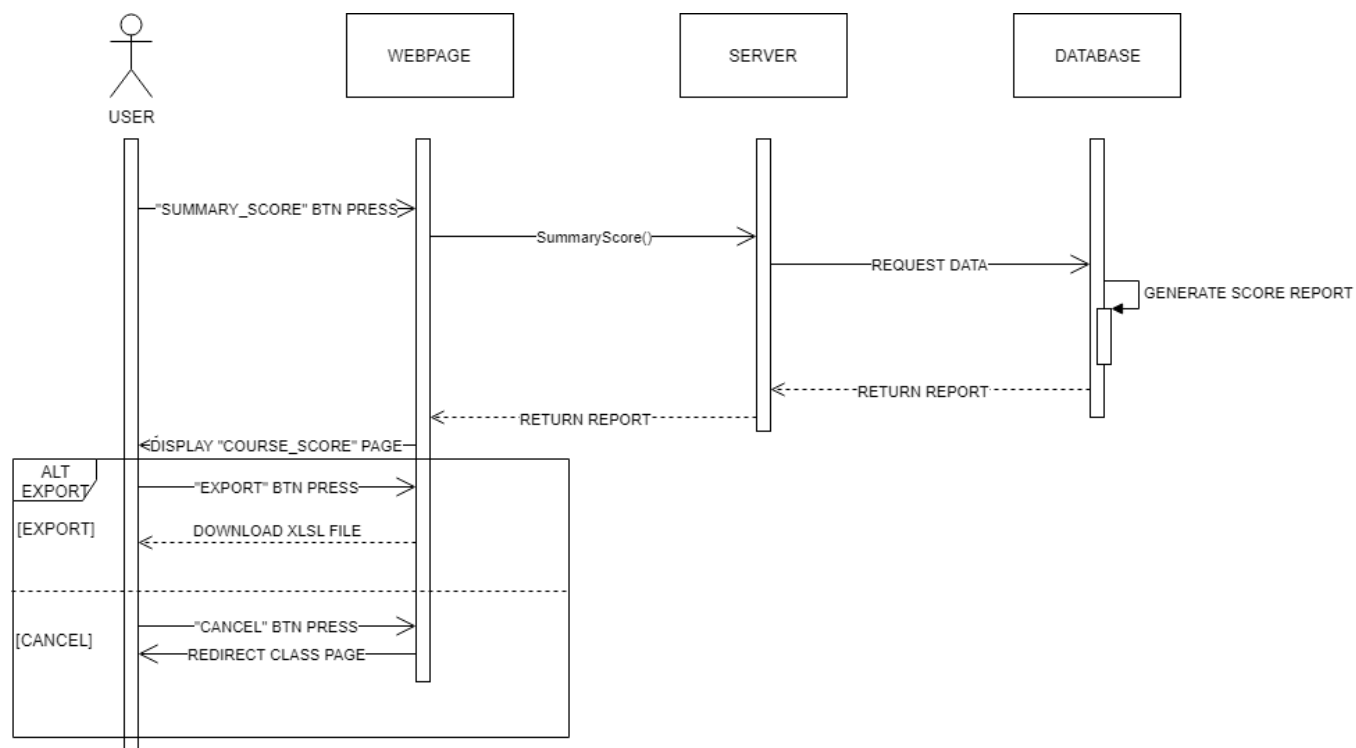 WEBPAGE
SERVER
DATABASE
USER
"SUMMARY_SCORE" BTN PRESS
SummaryScore()
REQUEST DATA
GENERATE SCORE REPORT
RETURN REPORT
RETURN REPORT
DISPLAY "COURSE_SCORE" PAGE
ALT
EXPORT
"EXPORT" BTN PRESS
[EXPORT]
DOWNLOAD XLSL FILE
"CANCEL" BTN PRESS
[CANCEL]
REDIRECT CLASS PAGE